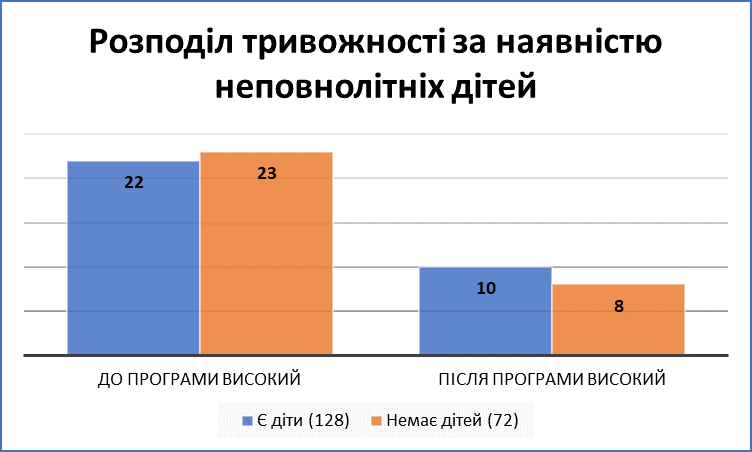 Розподіл тривожності за наявністю
неповнолітніх дітей
22
23
10
8
ДО ПРОГРАМИ ВИСОКИЙ
ПІСЛЯ ПРОГРАМИ ВИСОКИЙ
Є діти (128)
Немає дітей (72)